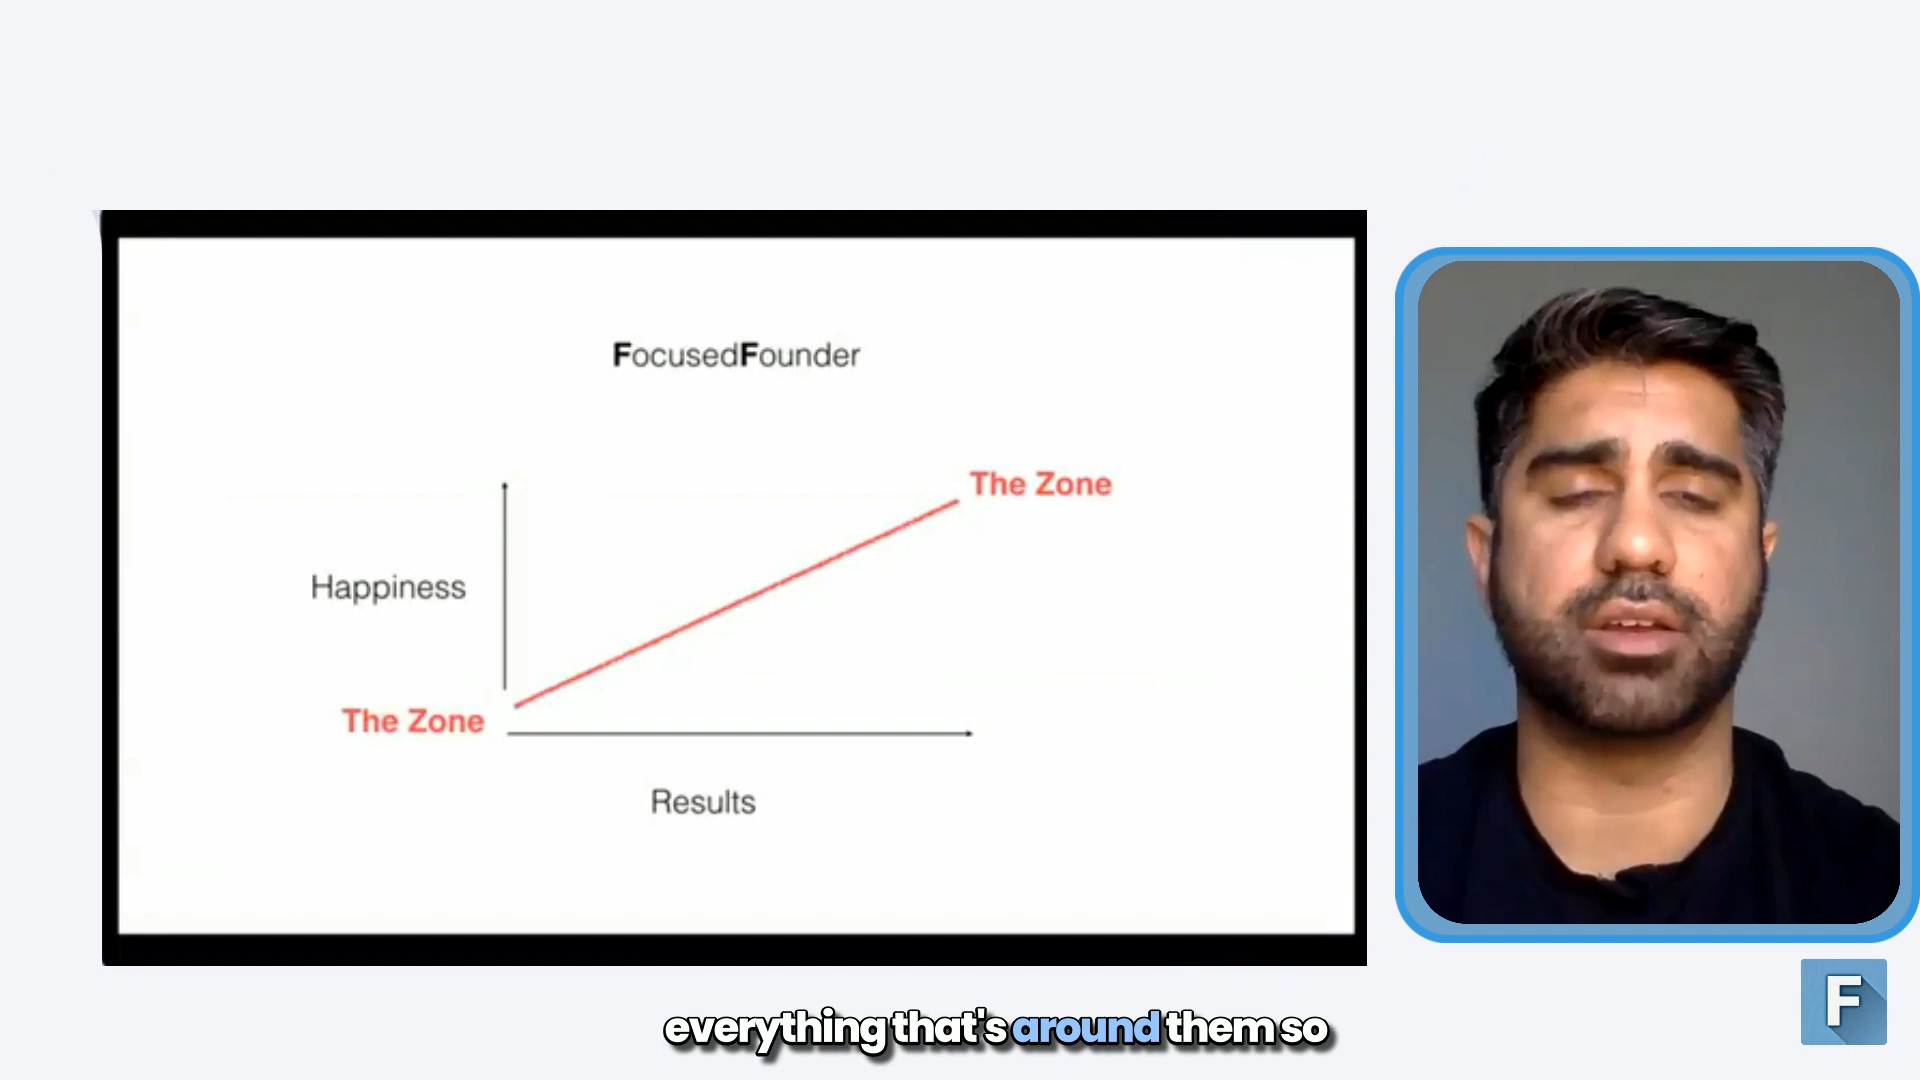 FocusedFounder
The Zone
Happiness
The Zone
Results
F
everything that's around them so